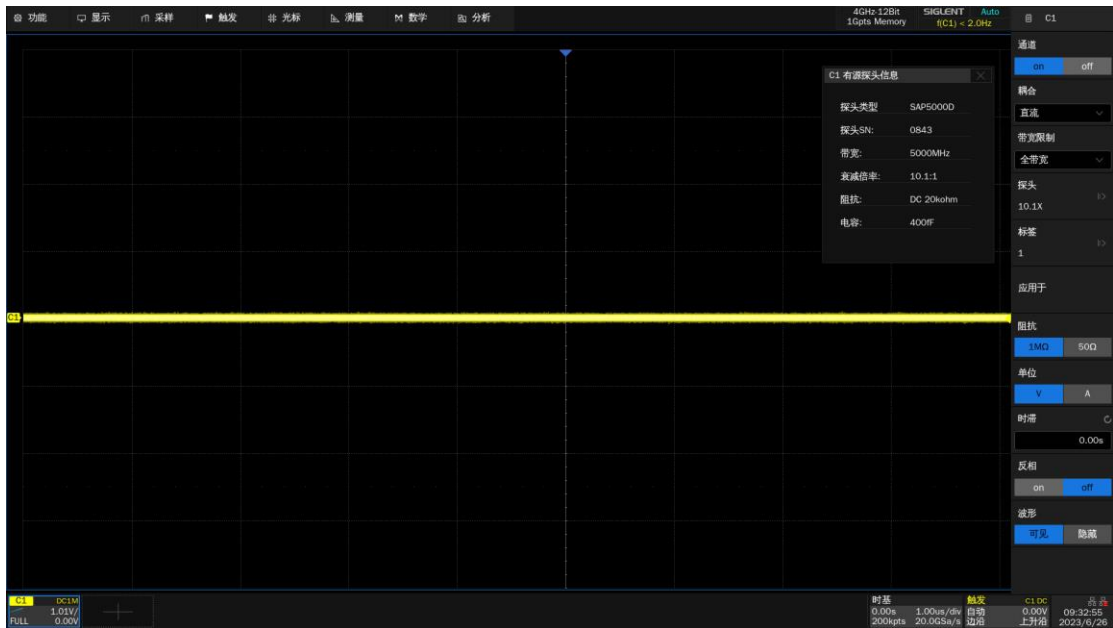 功能 显示 采样 触发 光标 测量 数学 分析
4GHz-12Bit
1Gpts Memory
SIGLENT Auto
f(C1) < 2.0Hz
C1
C1 有源探头信息
探头类型 SAP5000D
探头SN: 0843
带宽: 5000MHz
衰减倍率: 10.1:1
阻抗: DC 20kohm
电容: 400fF
通道
on off
耦合
直流
带宽限制
全带宽
探头
10.1X
标签
1
应用于
阻抗
1MΩ 50Ω
单位
V A
时滞
0.00s
反相
on off
波形
可见 隐藏
C1
C1 DC1M
1.01V/
FULL 0.00V
时基
0.00s 1.00us/div
200kpts 20.0GSa/s
触发 C1 DC
自动 0.00V
边沿 上升沿
09:32:55
2023/6/26